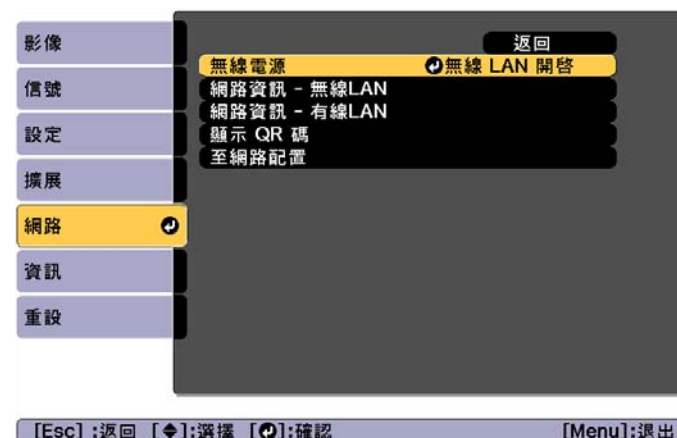 影像
信號
設定
擴展
網路
資訊
重設
返回
無線電源 無線 LAN 開啓
網路資訊 - 無線LAN
網路資訊 - 有線LAN
顯示 QR 碼
至網路配置
[Esc] :返回 [◆]:選擇 [⏎]:確認 [Menu]:退出